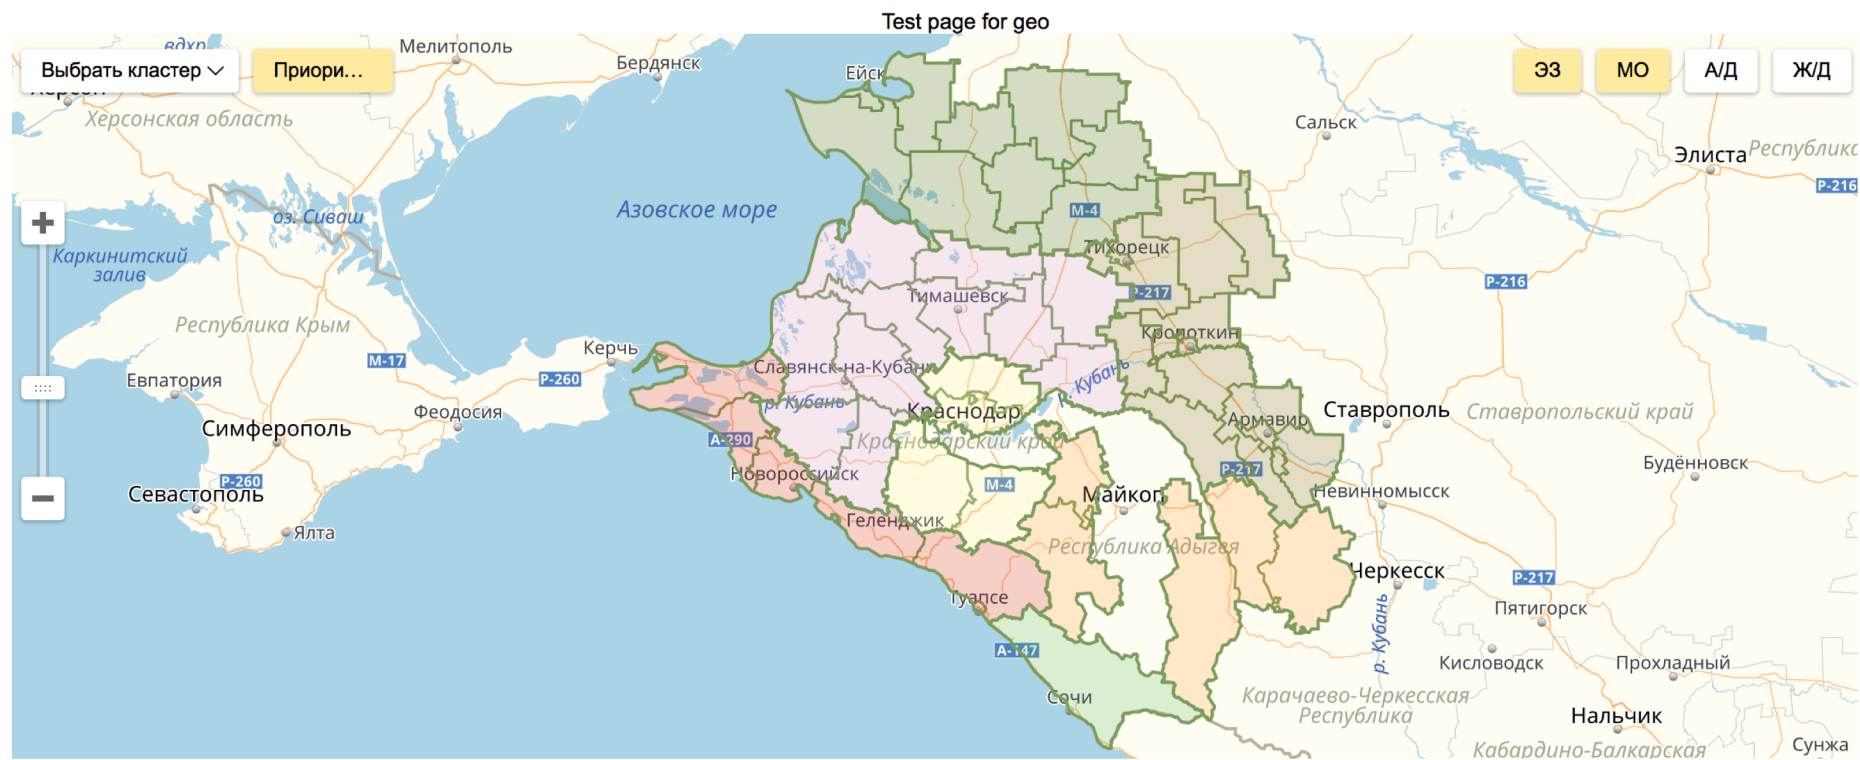 Test page for geo
вдхр
Мелитополь
Бердянск
Ейск
Выбрать кластер
Приори…
ЭЗ
МО
А/Д
Ж/Д
Херсон
Херсонская область
Сальск
Элиста
Республика
Р-216
оз. Сиваш
Азовское море
М-4
Каркинитский
залив
Тихорецк
Р-216
Р-217
Тимашевск
Республика Крым
Кропоткин
Керчь
М-17
Славянск-на-Кубани
р. Кубань
Р-260
Евпатория
р. Кубань
Феодосия
Краснодар
Армавир
Ставрополь
Ставропольский край
Симферополь
А-290
Краснодарский край
Новороссийск
Р-217
Будённовск
Р-260
М-4
Севастополь
Майкоп
Невинномысск
Ялта
Геленджик
Республика Адыгея
Черкесск
Р-217
Туапсе
Пятигорск
р. Кубань
А-147
Кисловодск
Прохладный
Сочи
Карачаево-Черкесская
Республика
Нальчик
Сунжа
Кабардино-Балкарская